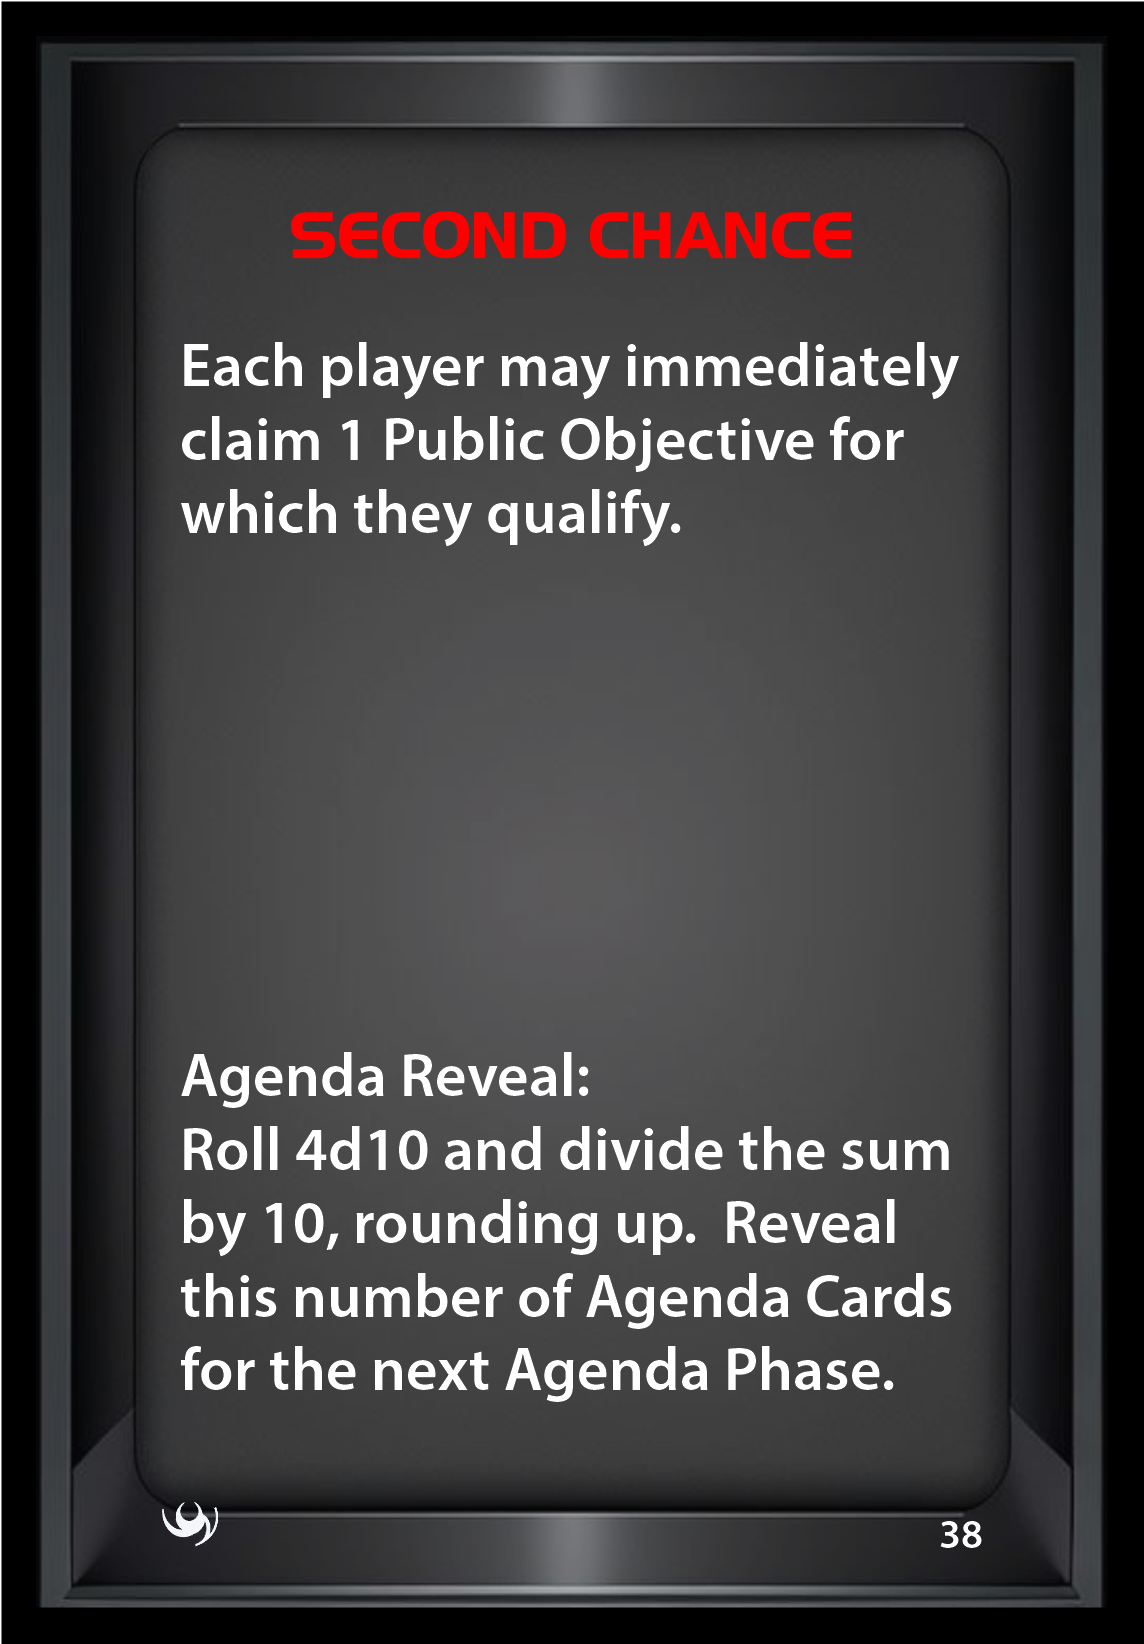 SECOND CHANCE
Each player may immediately
claim 1 Public Objective for
which they qualify.
Agenda Reveal:
Roll 4d10 and divide the sum
by 10, rounding up.  Reveal
this number of Agenda Cards
for the next Agenda Phase.
38